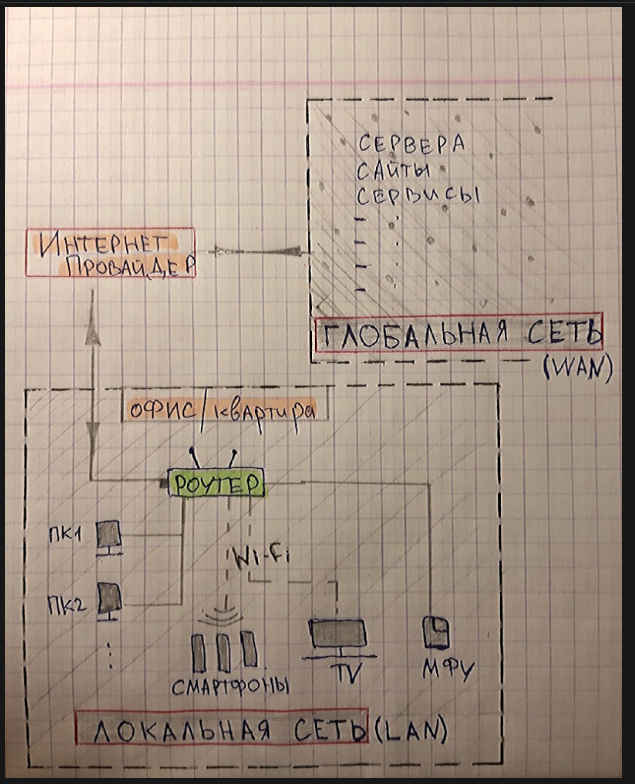 СЕРВЕРА
САЙТЫ
СЕРВИСЫ
ИНТЕРНЕТ
ПРОВАЙДЕР
ГЛОБАЛЬНАЯ СЕТЬ
(WAN)
ОФИС/квартира
РОУТЕР
ПК1
Wi-Fi
ПК2
СМАРТФОНЫ
TV
МФУ
ЛОКАЛЬНАЯ СЕТЬ (LAN)